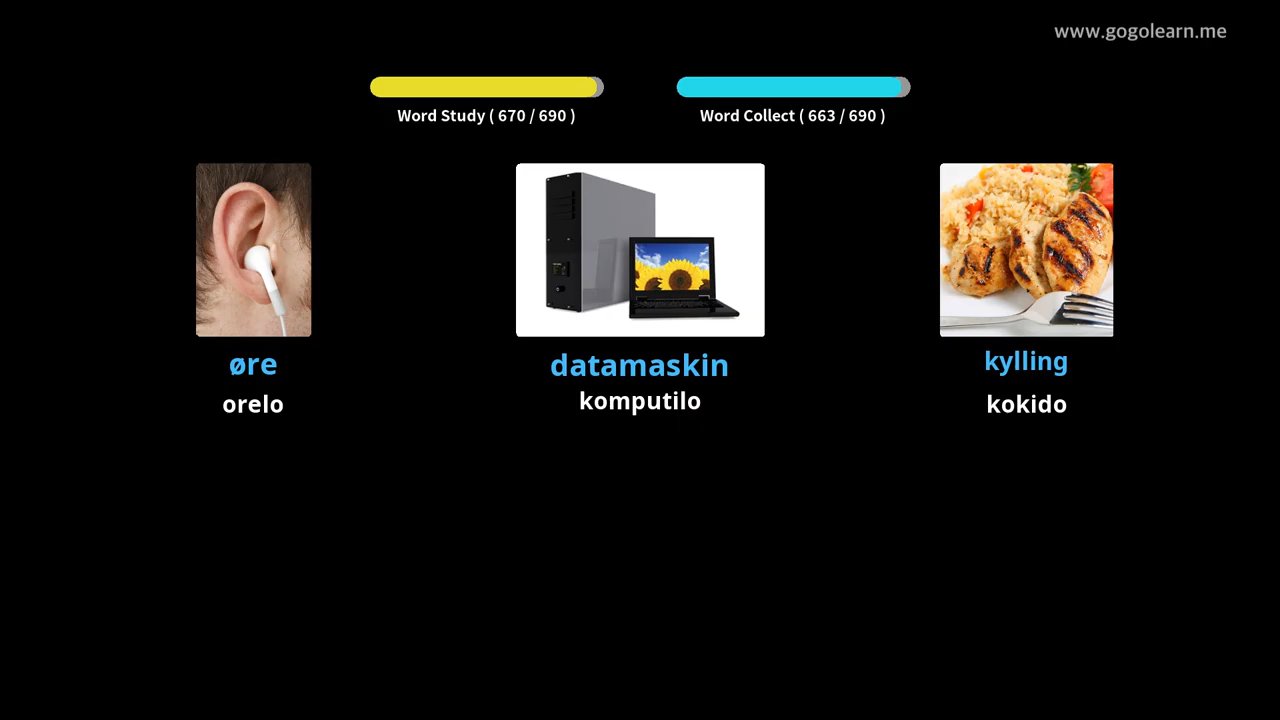 www.gogolearn.me
Word Study ( 670 / 690 )
Word Collect ( 663 / 690 )
øre
datamaskin
kylling
orelo
komputilo
kokido